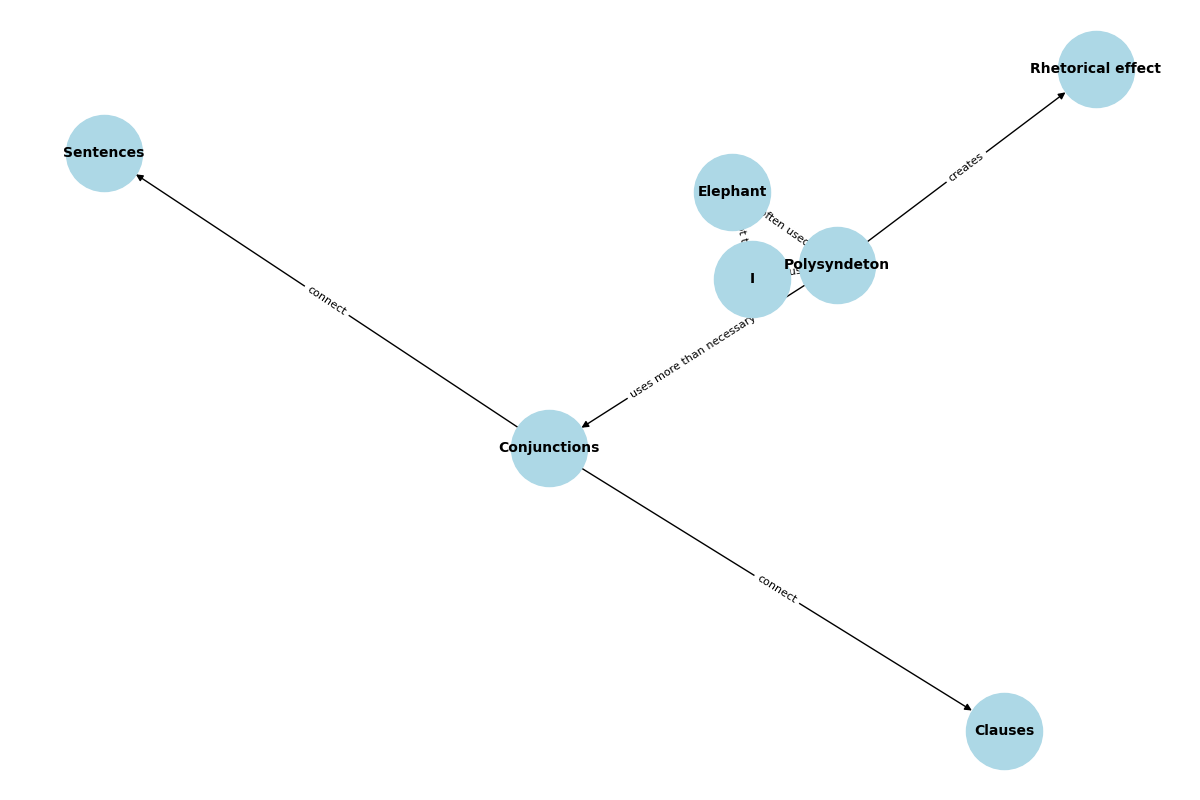 Rhetorical effect
Sentences
creates
Elephant
often used
Polysyndeton
I
connect
uses more than necessary
Conjunctions
connect
Clauses